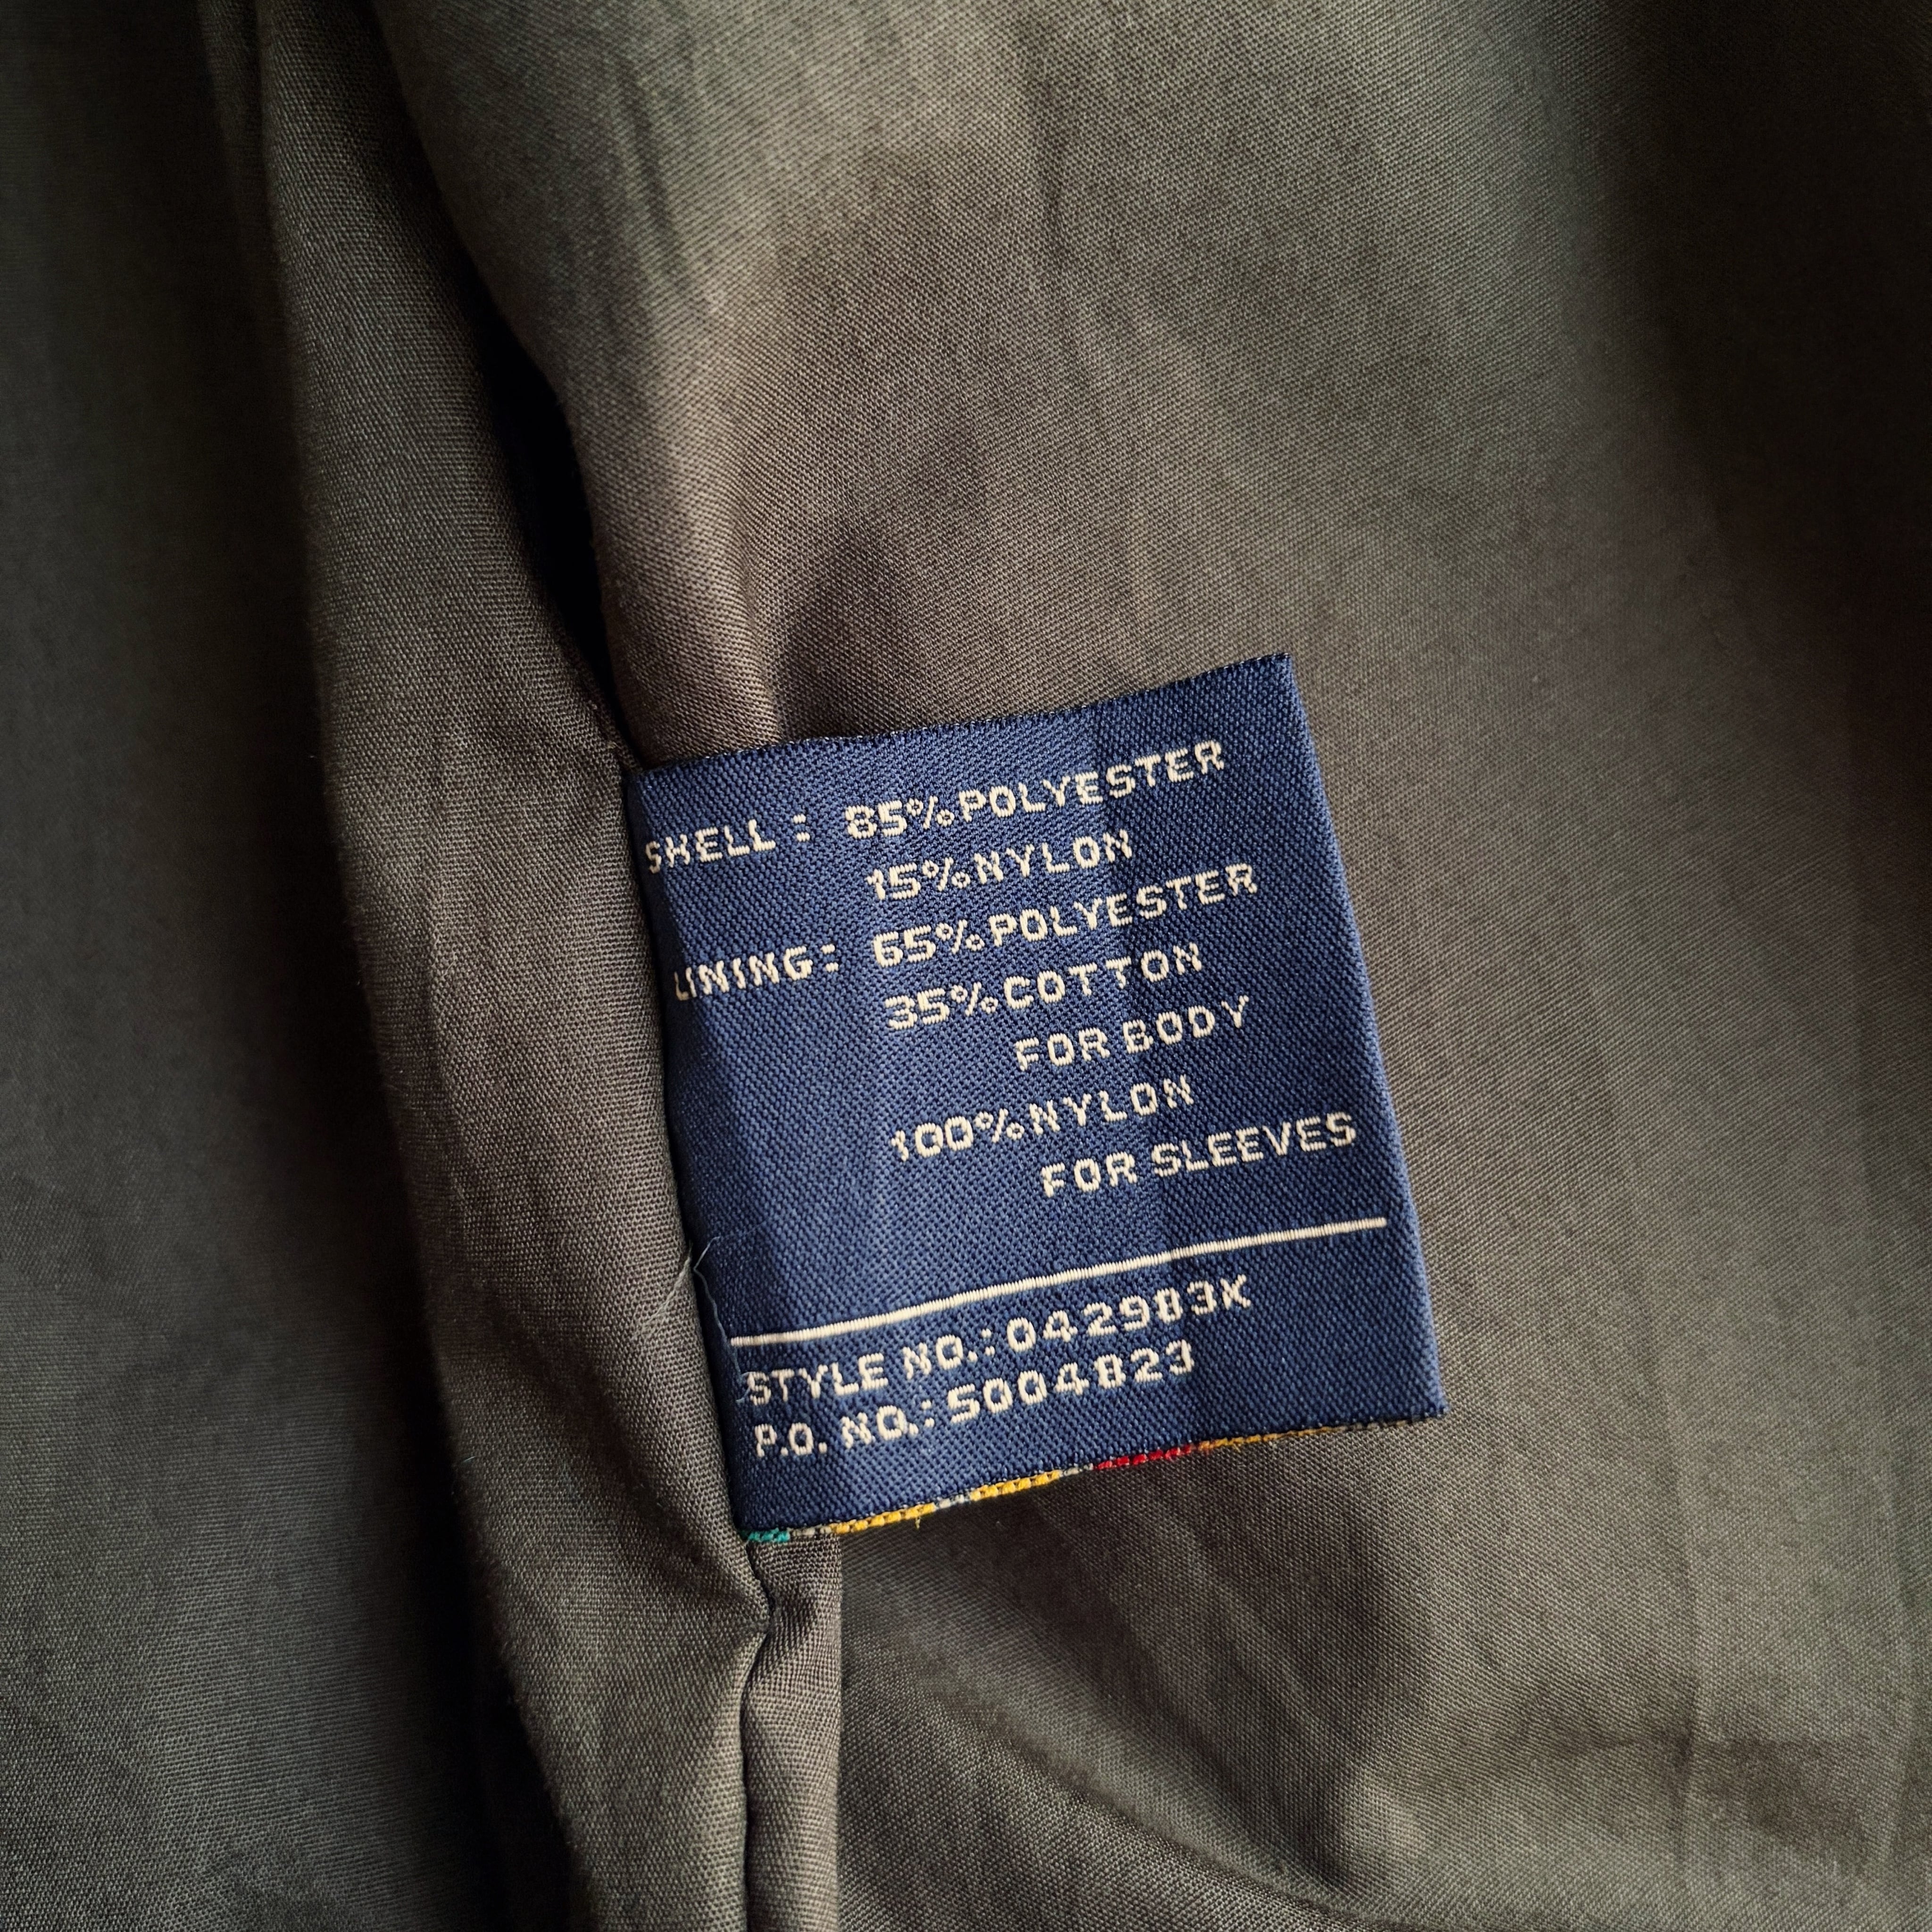 SHELL : 85% POLYESTER
15% NYLON
LINING : 65% POLYESTER
35% COTTON
FOR BODY
100% NYLON
FOR SLEEVES
STYLE NO.: 042983K
P.O. NO.: 5004823